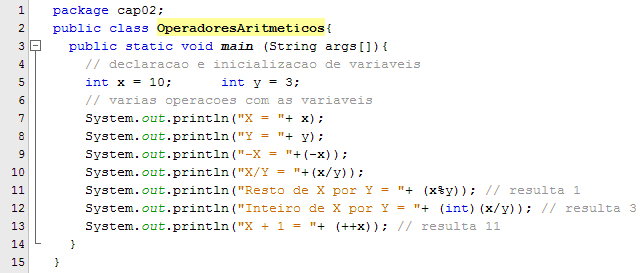 1 package cap02;
2 public class OperadoresAritmeticos{
3 public static void main (String args[]){
4 // declaracao e inicializacao de variaveis
5 int x = 10; int y = 3;
6 // varias operacoes com as variaveis
7 System.out.println("X = "+ x);
8 System.out.println("Y = "+ y);
9 System.out.println("-X = "+(-x));
10 System.out.println("X/Y = "+(x/y));
11 System.out.println("Resto de X por Y = "+ (x%y)); // resulta 1
12 System.out.println("Inteiro de X por Y = "+ (int)(x/y)); // resulta 3
13 System.out.println("X + 1 = "+ (++x)); // resulta 11
14 }
15 }